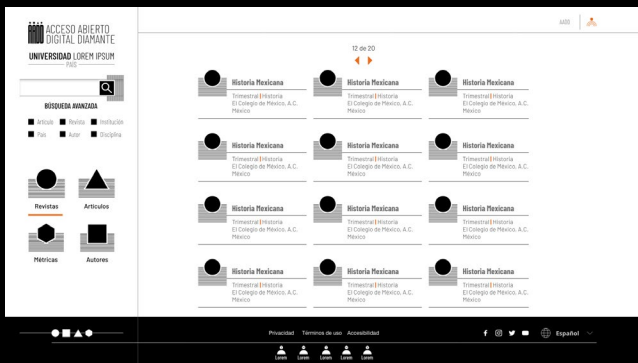 ACCESO ABIERTO
DIGITAL DIAMANTE
UNIVERSIDAD LOREM IPSUM
PAÍS
BÚSQUEDA AVANZADA
Artículo Revista Institución
País Autor Disciplina
Revistas Artículos
Métricas Autores
AADD
12 de 20
Historia Mexicana Historia Mexicana Historia Mexicana
Trimestral | Historia Trimestral | Historia Trimestral | Historia
El Colegio de México, A.C. El Colegio de México, A.C. El Colegio de México, A.C.
México México México
Historia Mexicana Historia Mexicana Historia Mexicana
Trimestral | Historia Trimestral | Historia Trimestral | Historia
El Colegio de México, A.C. El Colegio de México, A.C. El Colegio de México, A.C.
México México México
Historia Mexicana Historia Mexicana Historia Mexicana
Trimestral | Historia Trimestral | Historia Trimestral | Historia
El Colegio de México, A.C. El Colegio de México, A.C. El Colegio de México, A.C.
México México México
Historia Mexicana Historia Mexicana Historia Mexicana
Trimestral | Historia Trimestral | Historia Trimestral | Historia
El Colegio de México, A.C. El Colegio de México, A.C. El Colegio de México, A.C.
México México México
Privacidad Términos de uso Accesibilidad Español
Lorem Lorem Lorem Lorem Lorem